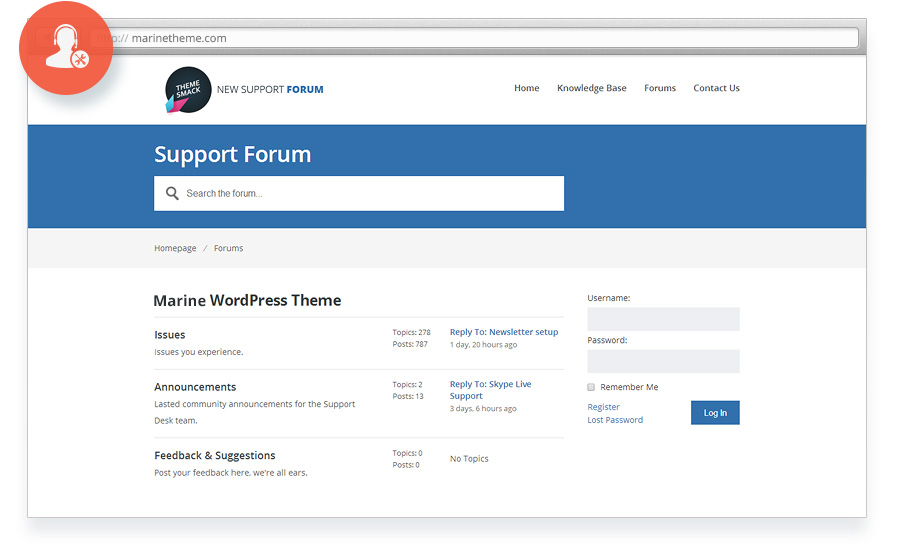 http:// marinetheme.com
THEME
SMACK
NEW SUPPORT FORUM
Home
Knowledge Base
Forums
Contact Us
Support Forum
Search the forum...
Homepage / Forums
Marine WordPress Theme
Issues
Issues you experience.
Topics: 278
Posts: 787
Reply To: Newsletter setup
1 day, 20 hours ago
Announcements
Lasted community announcements for the Support
Desk team.
Topics: 2
Posts: 13
Reply To: Skype Live
Support
3 days, 6 hours ago
Feedback & Suggestions
Post your feedback here, we're all ears.
Topics: 0
Posts: 0
No Topics
Username:
Password:
Remember Me
Register
Lost Password
Log In